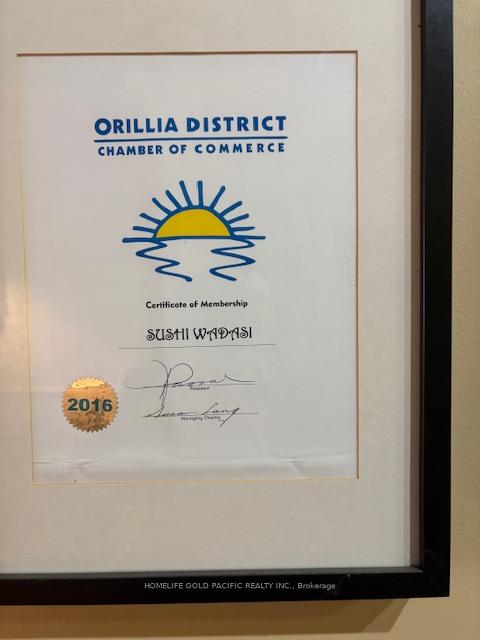 ORILLIA DISTRICT
CHAMBER OF COMMERCE
Certificate of Membership
SUSHI WADASI
President
2016
Managing Director
HOMELIFE GOLD PACIFIC REALTY INC., Brokerage